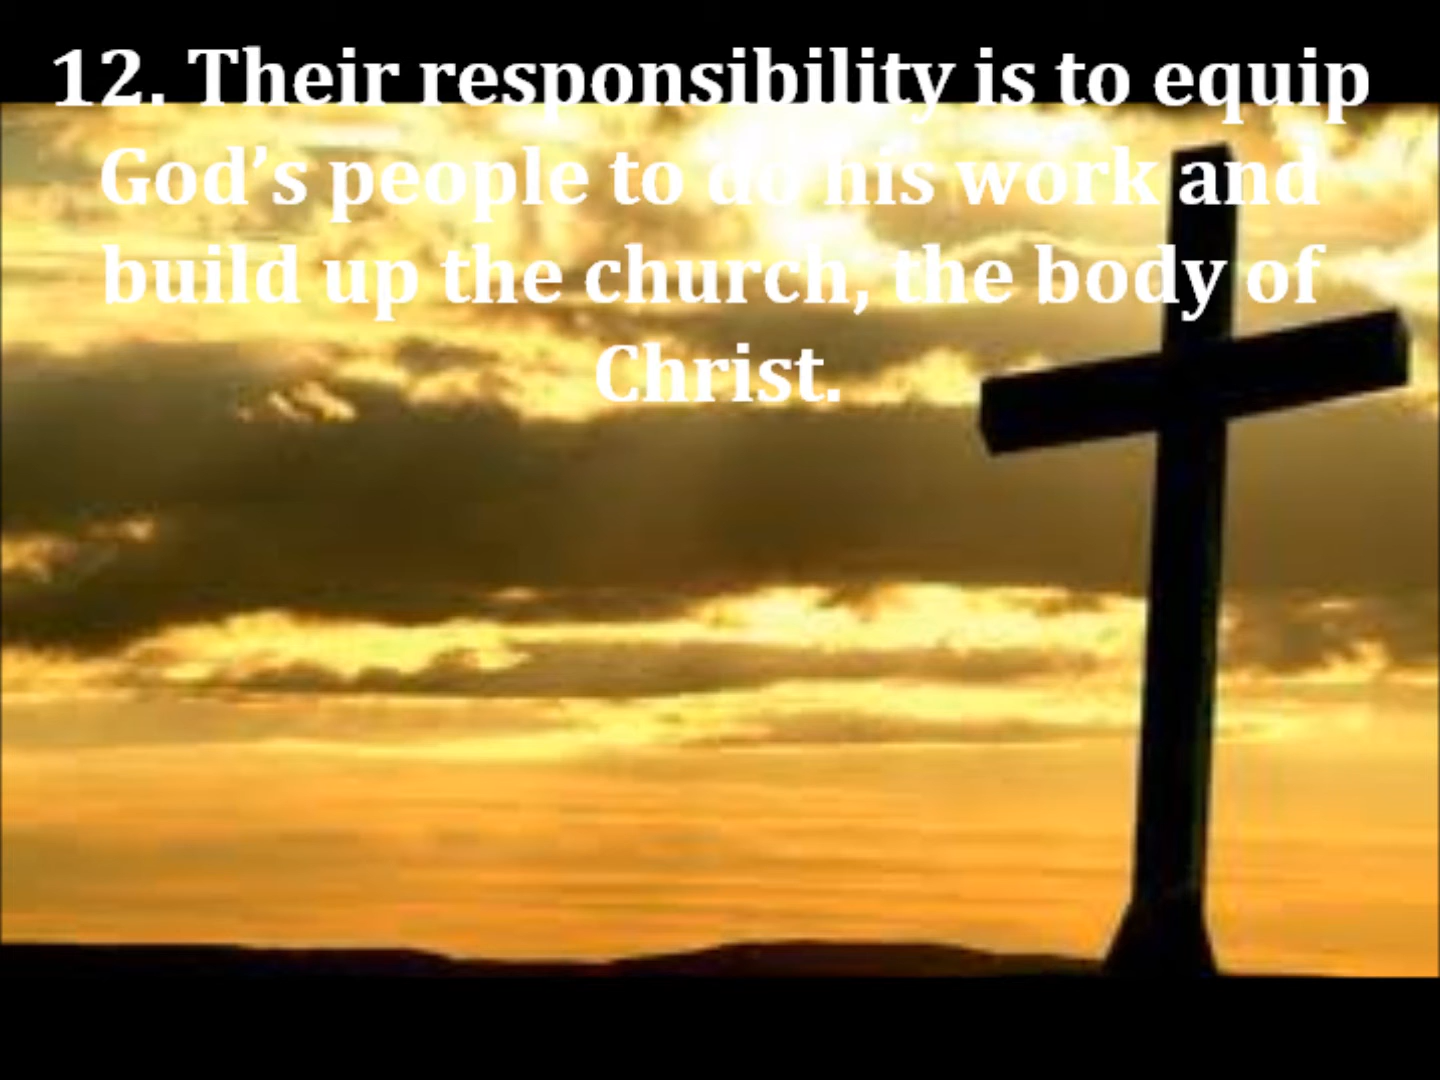 12. Their responsibility is to equip
God’s people to do his work and
build up the church, the body of
Christ.